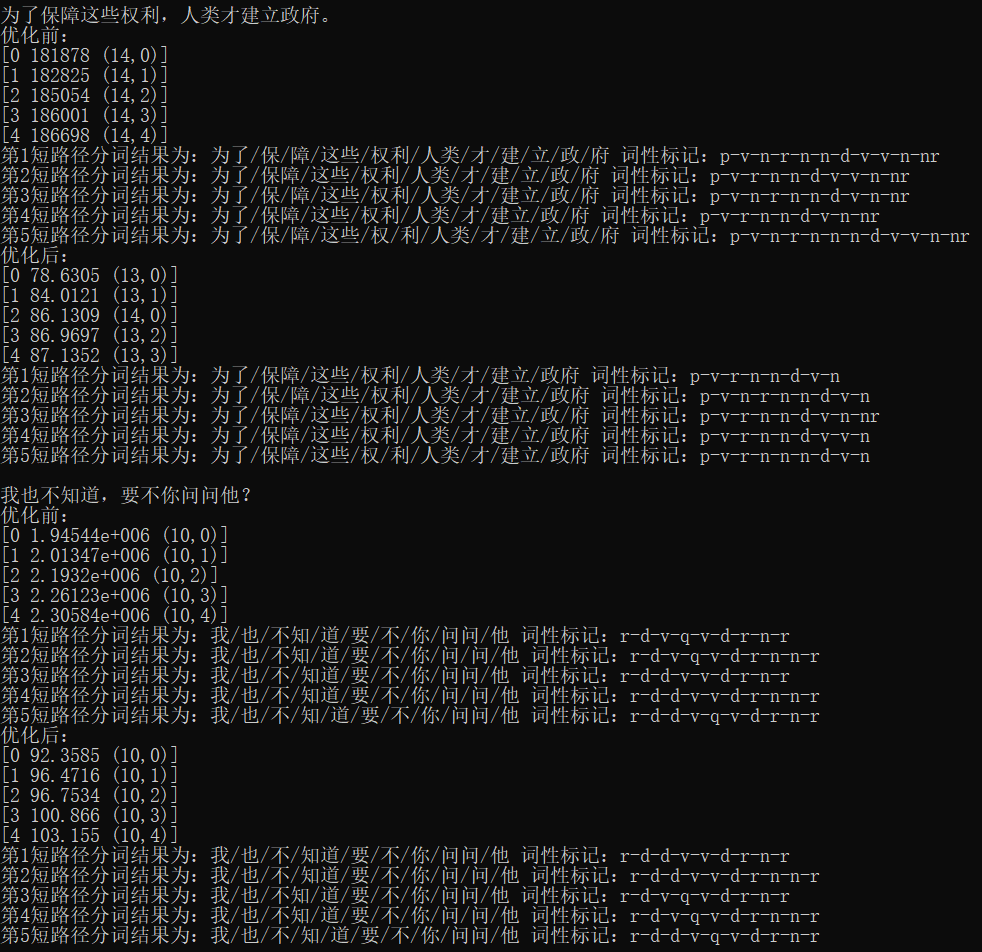 为了保障这些权利，人类才建立政府。
优化前：
[0 181878 (14,0)]
[1 182825 (14,1)]
[2 185054 (14,2)]
[3 186001 (14,3)]
[4 186698 (14,4)]
第1短路径分词结果为：为了/保/障/这些/权利/人类/才/建/立/政/府 词性标记：p-v-n-r-n-n-d-v-v-n-nr
第2短路径分词结果为：为了/保障/这些/权利/人类/才/建/立/政/府 词性标记：p-v-r-n-n-d-v-v-n-nr
第3短路径分词结果为：为了/保/障/这些/权利/人类/才/建立/政/府 词性标记：p-v-n-r-n-n-d-v-n-nr
第4短路径分词结果为：为了/保障/这些/权利/人类/才/建立/政/府 词性标记：p-v-r-n-n-d-v-n-nr
第5短路径分词结果为：为了/保/障/这些/权/利/人类/才/建/立/政/府 词性标记：p-v-n-r-n-n-n-d-v-v-n-nr
优化后：
[0 78.6305 (13,0)]
[1 84.0121 (13,1)]
[2 86.1309 (14,0)]
[3 86.9697 (13,2)]
[4 87.1352 (13,3)]
第1短路径分词结果为：为了/保障/这些/权利/人类/才/建立/政府 词性标记：p-v-r-n-n-d-v-n
第2短路径分词结果为：为了/保/障/这些/权利/人类/才/建立/政府 词性标记：p-v-n-r-n-n-d-v-n
第3短路径分词结果为：为了/保障/这些/权利/人类/才/建立/政/府 词性标记：p-v-r-n-n-d-v-n-nr
第4短路径分词结果为：为了/保障/这些/权利/人类/才/建/立/政府 词性标记：p-v-r-n-n-d-v-v-n
第5短路径分词结果为：为了/保障/这些/权/利/人类/才/建立/政府 词性标记：p-v-r-n-n-n-d-v-n
我也不知道，要不你问问他？
优化前：
[0 1.94544e+006 (10,0)]
[1 2.01347e+006 (10,1)]
[2 2.1932e+006 (10,2)]
[3 2.26123e+006 (10,3)]
[4 2.30584e+006 (10,4)]
第1短路径分词结果为：我/也/不知/道/要/不/你/问问/他 词性标记：r-d-v-q-v-d-r-n-r
第2短路径分词结果为：我/也/不知/道/要/不/你/问/问/他 词性标记：r-d-v-q-v-d-r-n-n-r
第3短路径分词结果为：我/也/不/知道/要/不/你/问问/他 词性标记：r-d-d-v-v-d-r-n-r
第4短路径分词结果为：我/也/不/知道/要/不/你/问/问/他 词性标记：r-d-d-v-v-d-r-n-n-r
第5短路径分词结果为：我/也/不/知/道/要/不/你/问问/他 词性标记：r-d-d-v-q-v-d-r-n-r
优化后：
[0 92.3585 (10,0)]
[1 96.4716 (10,1)]
[2 96.7534 (10,2)]
[3 100.866 (10,3)]
[4 103.155 (10,4)]
第1短路径分词结果为：我/也/不/知道/要/不/你/问问/他 词性标记：r-d-d-v-v-d-r-n-r
第2短路径分词结果为：我/也/不/知道/要/不/你/问/问/他 词性标记：r-d-d-v-v-d-r-n-n-r
第3短路径分词结果为：我/也/不知/道/要/不/你/问问/他 词性标记：r-d-v-q-v-d-r-n-r
第4短路径分词结果为：我/也/不知/道/要/不/你/问/问/他 词性标记：r-d-v-q-v-d-r-n-n-r
第5短路径分词结果为：我/也/不/知/道/要/不/你/问问/他 词性标记：r-d-d-v-q-v-d-r-n-r